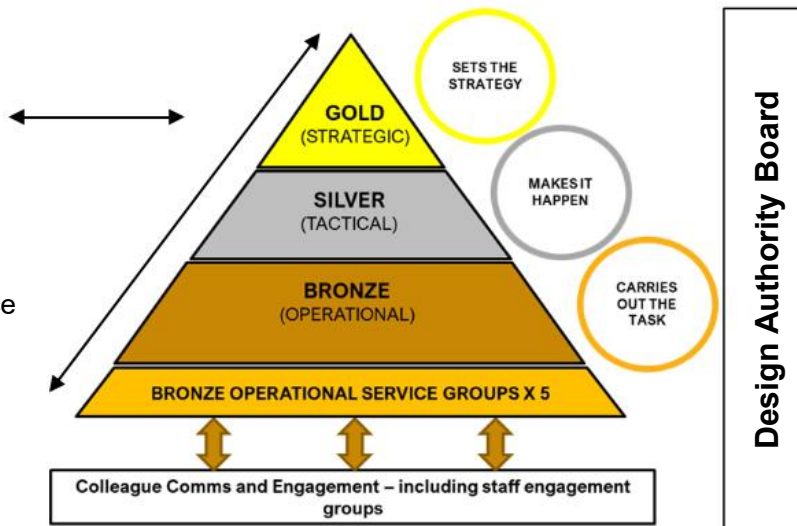 SETS THE
STRATEGY
GOLD
(STRATEGIC)
MAKES IT
HAPPEN
SILVER
(TACTICAL)
e
BRONZE
(OPERATIONAL)
CARRIES
OUT THE
TASK
BRONZE OPERATIONAL SERVICE GROUPS X 5
Colleague Comms and Engagement – including staff engagement
groups
Design Authority Board